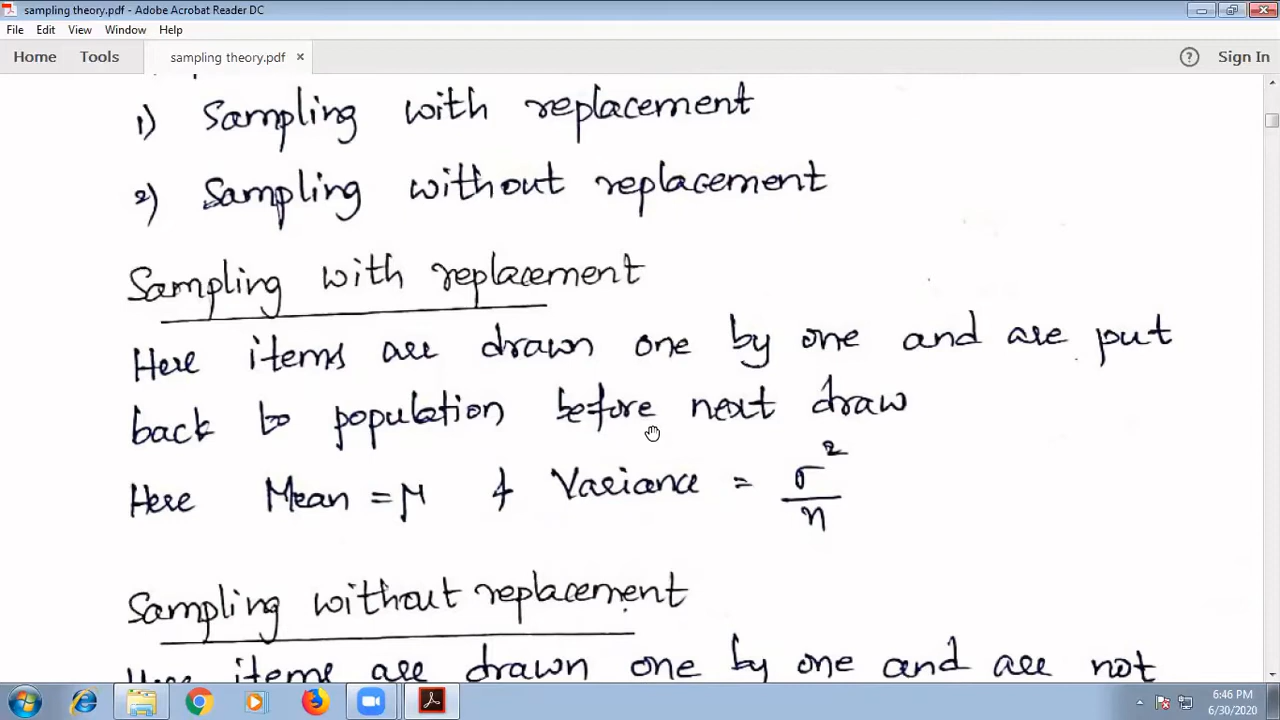 sampling theory.pdf - Adobe Acrobat Reader DC
File Edit View Window Help
Home Tools sampling theory.pdf × ? Sign In
1) Sampling with replacement
2) Sampling without replacement
Sampling with replacement
Here items are drawn one by one and are put
back to population before next draw
Here Mean = μ & Variance = σ²/n
Sampling without replacement
Here items are drawn one by one and are not
6:46 PM
6/30/2020